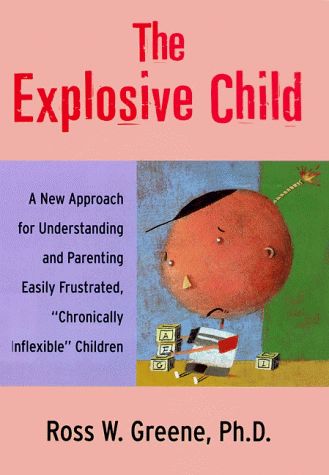 The
Explosive Child
A New Approach
for Understanding
and Parenting
Easily Frustrated,
"Chronically
Inflexible" Children
A
B
E
G
Ross W. Greene, Ph.D.